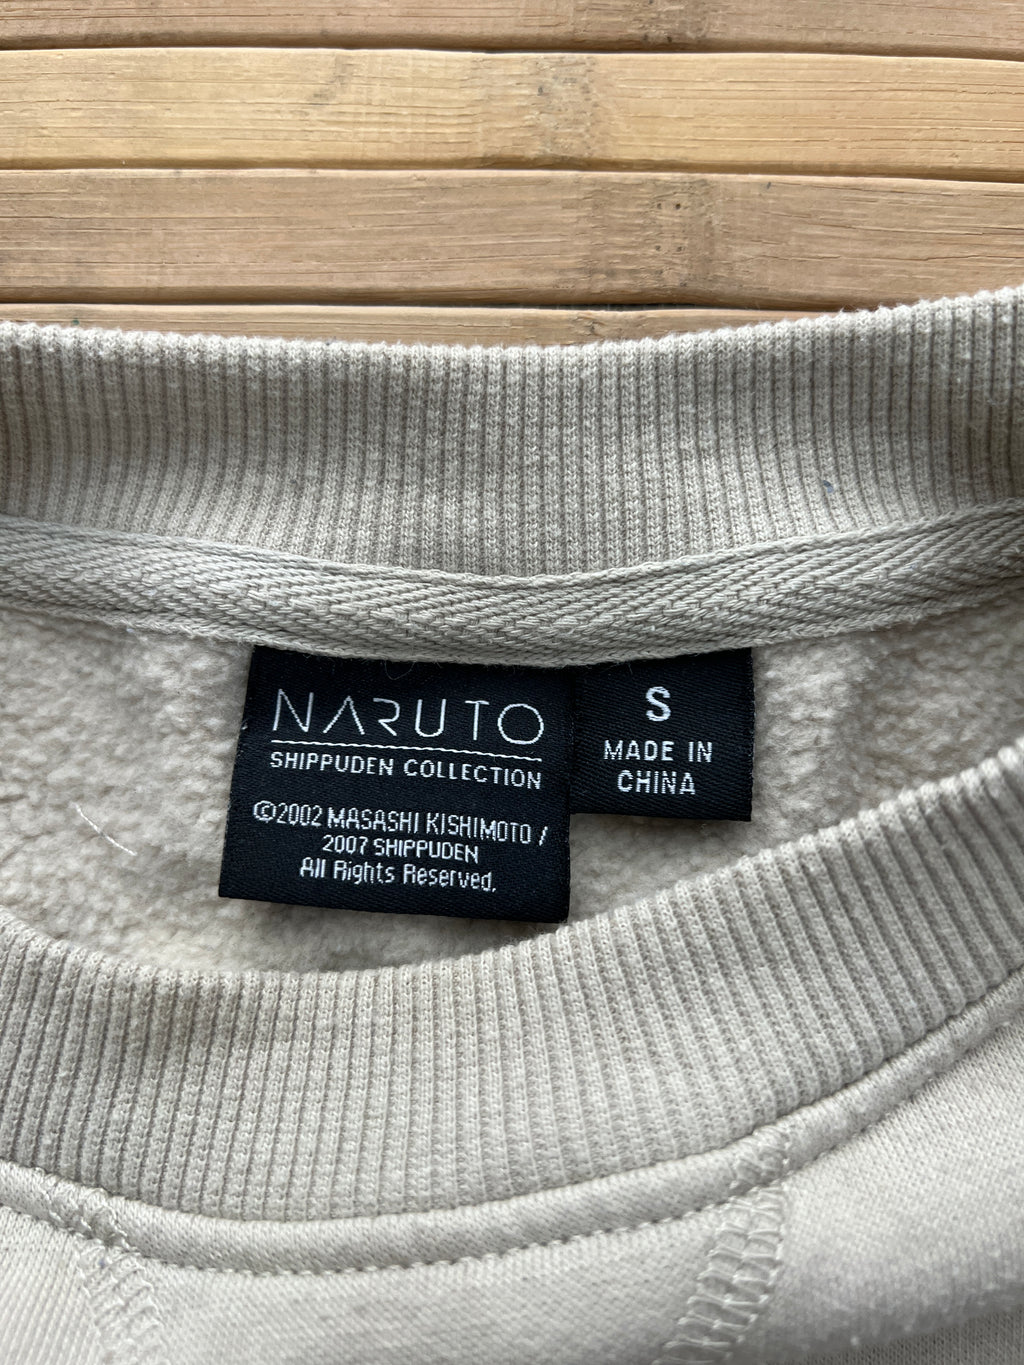 NARUTO
SHIPPUDEN COLLECTION
©2002 MASASHI KISHIMOTO /
2007 SHIPPUDEN
All Rights Reserved.
S
MADE IN
CHINA